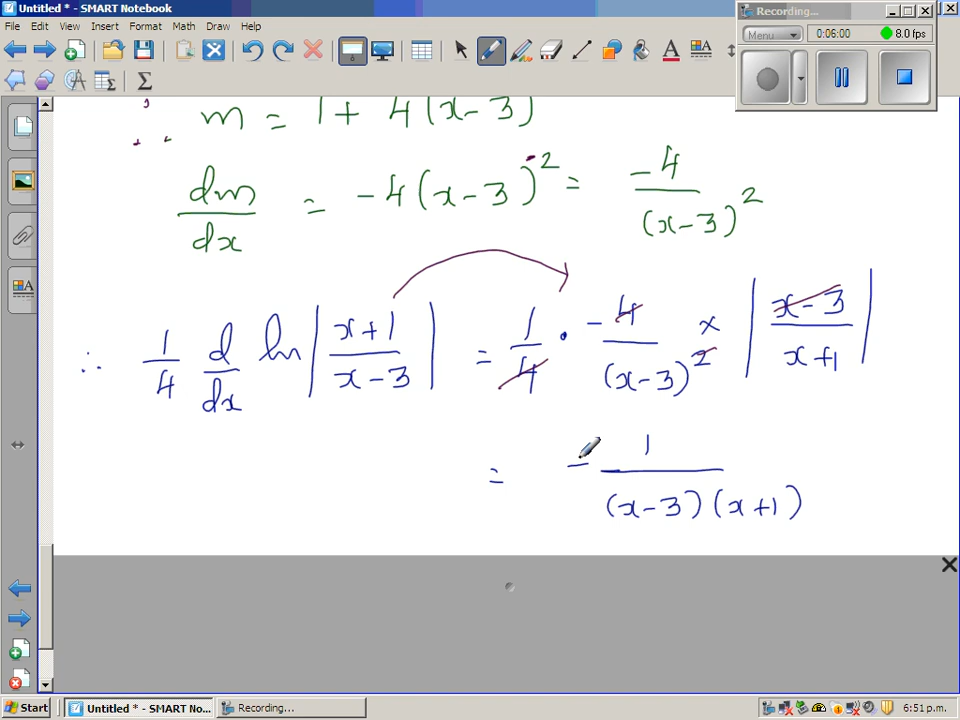 Untitled * - SMART Notebook
Recording...
File Edit View Insert Format Math Draw Help
Menu 0:06:00 8.0 fps
m = 1 + 4(x-3)
dm/dx = -4(x-3)^-2 = -4/(x-3)^2
∴ 1/4 d/dx ln|x+1/x-3| = 1/4 · -4/(x-3)^2 × |x-3/x+1|
= - 1/(x-3)(x+1)
Start Untitled * - SMART No... Recording... 6:51 p.m.